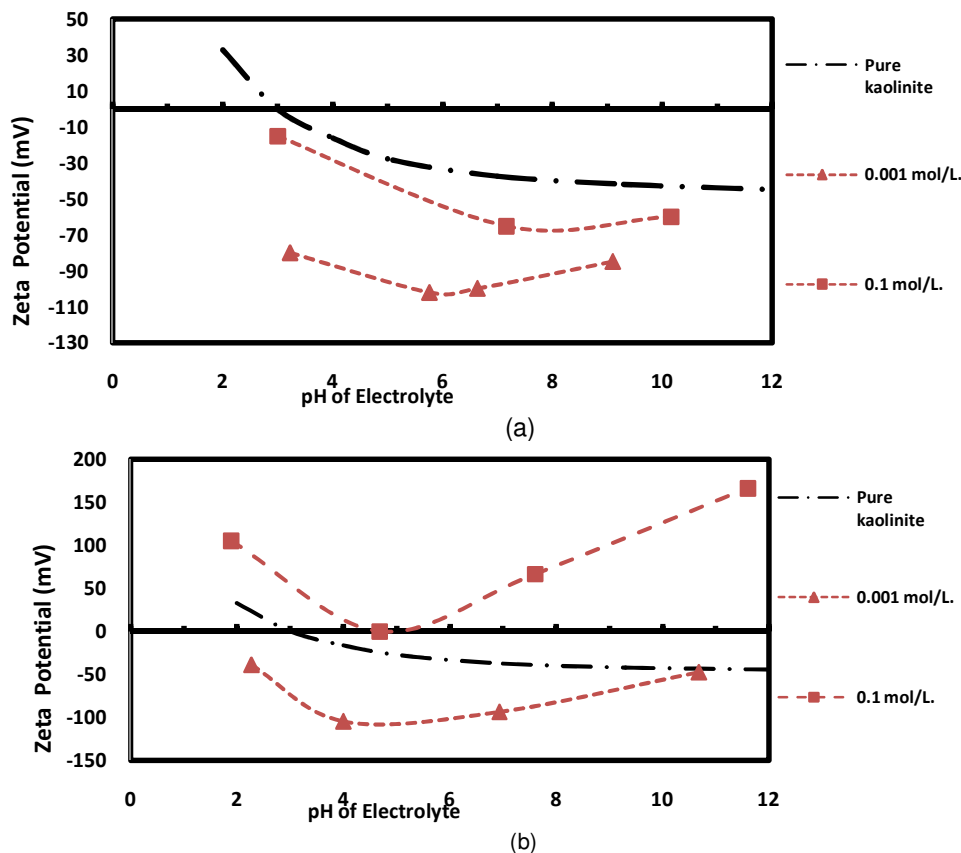 50
30
10
-10
-30
-50
-70
-90
-110
-130
Zeta Potential (mV)
0 2 4 6 8 10 12
pH of Electrolyte
Pure
kaolinite
0.001 mol/L.
0.1 mol/L.
(a)
200
150
100
50
0
-50
-100
-150
Zeta Potential (mV)
0 2 4 6 8 10 12
pH of Electrolyte
Pure
kaolinite
0.001 mol/L.
0.1 mol/L.
(b)